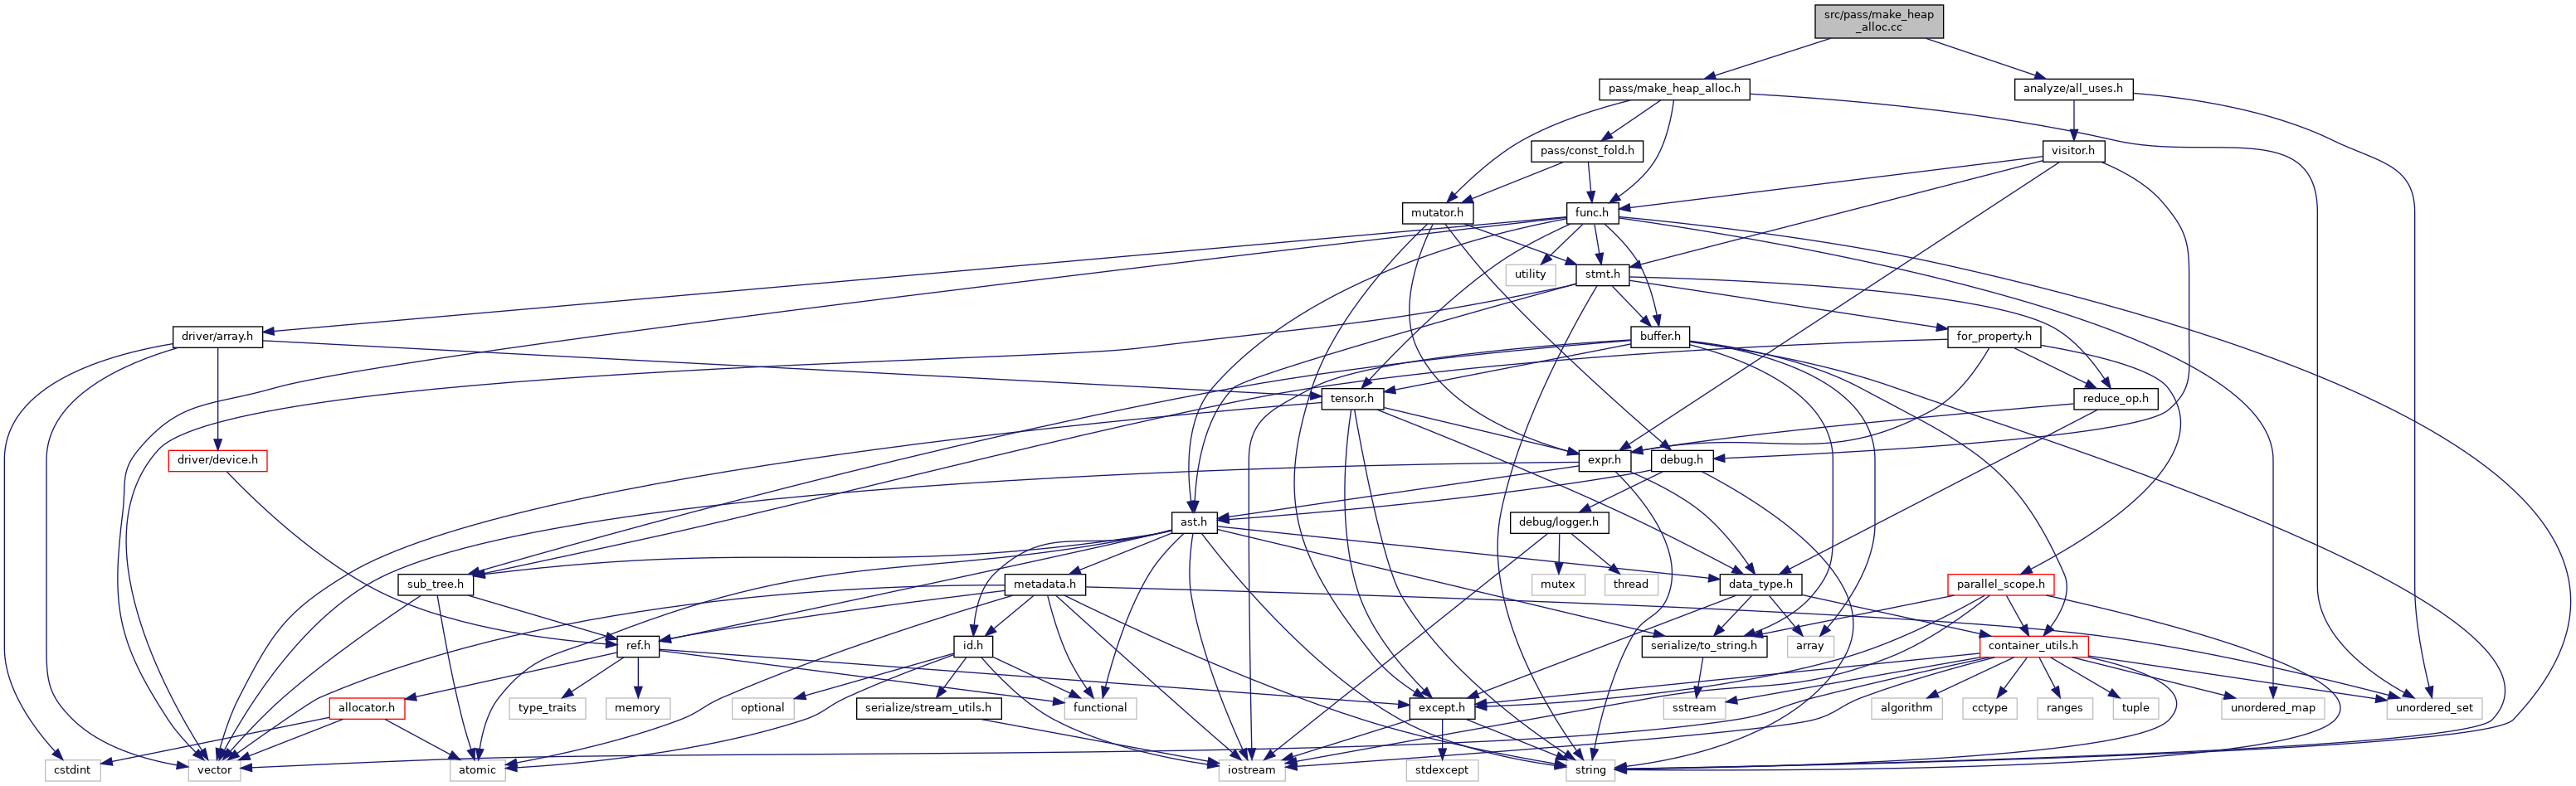 src/pass/make_heap
_alloc.cc
pass/make_heap_alloc.h
analyze/all_uses.h
pass/const_fold.h
visitor.h
mutator.h
func.h
utility
stmt.h
driver/array.h
buffer.h
for_property.h
tensor.h
reduce_op.h
driver/device.h
expr.h
debug.h
ast.h
debug/logger.h
sub_tree.h
metadata.h
mutex
thread
data_type.h
parallel_scope.h
ref.h
id.h
serialize/to_string.h
array
container_utils.h
allocator.h
type_traits
memory
optional
serialize/stream_utils.h
functional
except.h
sstream
algorithm
cctype
ranges
tuple
unordered_map
unordered_set
cstdint
vector
atomic
iostream
stdexcept
string